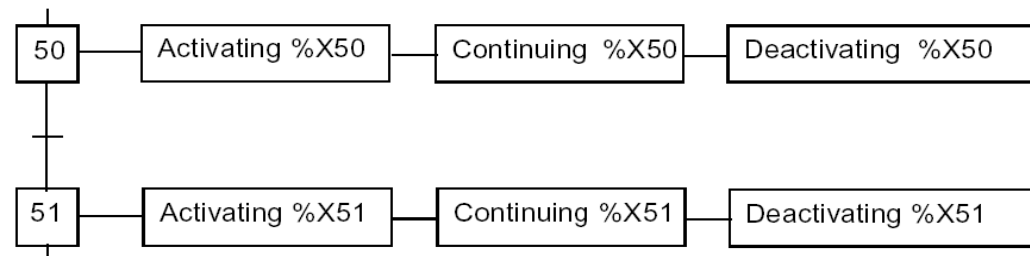 50 Activating %X50 Continuing %X50 Deactivating %X50
51 Activating %X51 Continuing %X51 Deactivating %X51